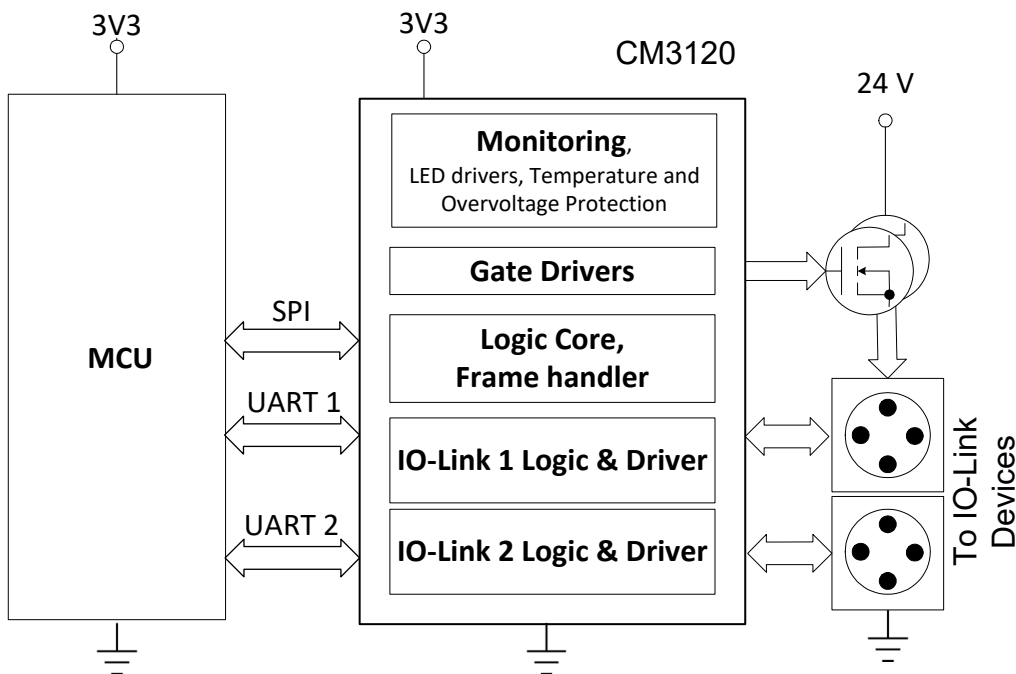 3V3
3V3
CM3120
24 V
MCU
SPI
UART 1
UART 2
Monitoring,
LED drivers, Temperature and
Overvoltage Protection
Gate Drivers
Logic Core,
Frame handler
IO-Link 1 Logic & Driver
IO-Link 2 Logic & Driver
To IO-Link
Devices